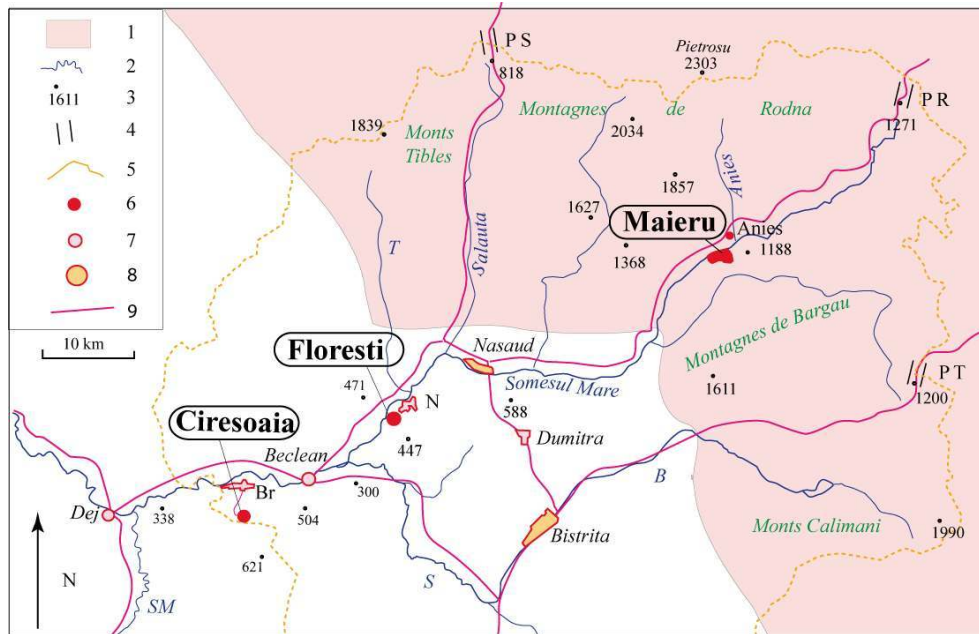 1
2
1611
3
4
5
6
7
8
9
10 km
N
P S
818
Pietrosu
2303
Montagnes de Rodna
P R
1271
1839
Monts
Tibles
2034
Anies
1857
Salauta
T
1627
Maieru
Anies
1368
1188
Montagnes de Bargau
Floresti
Nasaud
Somesul Mare
1611
P T
1200
471
N
588
Ciresoaia
447
Dumitra
Beclean
Br
300
B
Dej
338
504
Bistrita
Monts Calimani
1990
621
S
SM